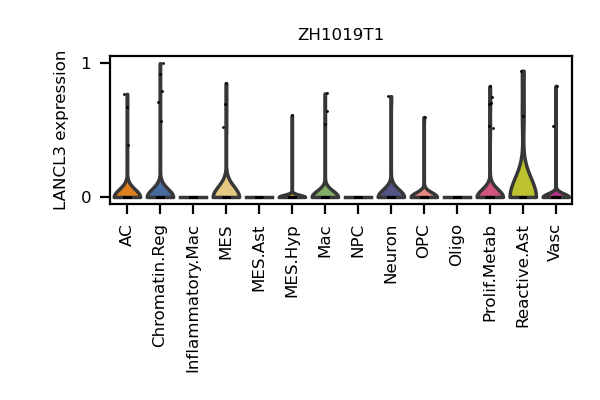 ZH1019T1
LANCL3 expression
1
0
AC
Chromatin.Reg
Inflammatory.Mac
MES
MES.Ast
MES.Hyp
Mac
NPC
Neuron
OPC
Oligo
Prolif.Metab
Reactive.Ast
Vasc